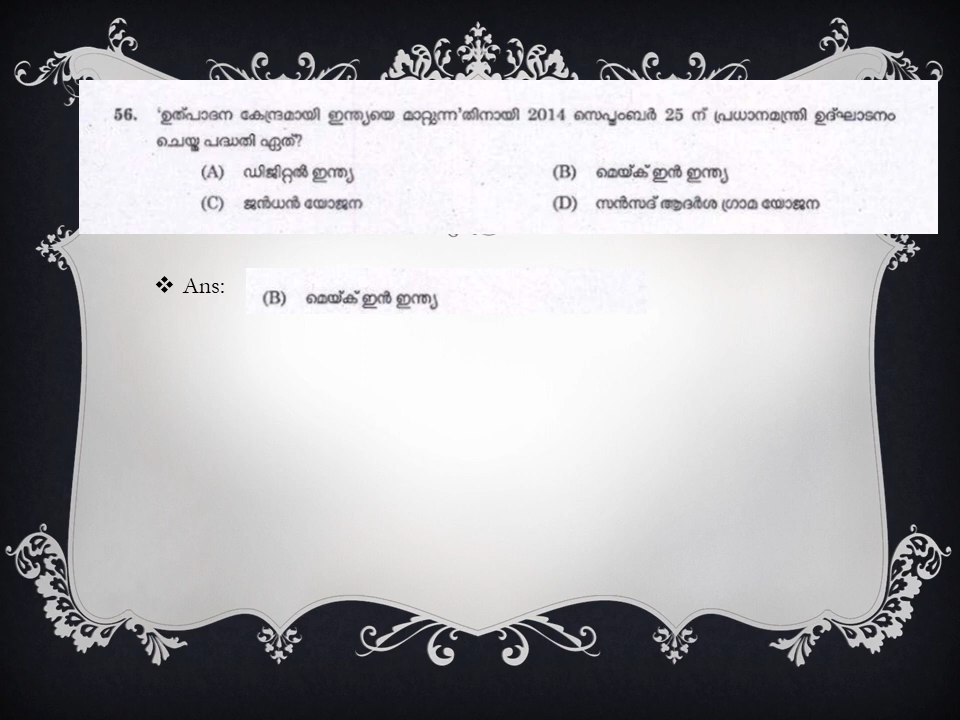 56. 'ഉത്പാദന കേന്ദ്രമായി ഇന്ത്യയെ മാറ്റുന്ന'തിനായി 2014 സെപ്തംബർ 25 ന് പ്രധാനമന്ത്രി ഉദ്ഘാടനം
ചെയ്ത പദ്ധതി ഏത്?
(A) ഡിജിറ്റൽ ഇന്ത്യ (B) മെയ്ക് ഇൻ ഇന്ത്യ
(C) ജൻധൻ യോജന (D) സൻസദ് ആദർശ ഗ്രാമ യോജന
❖ Ans: (B) മെയ്ക് ഇൻ ഇന്ത്യ